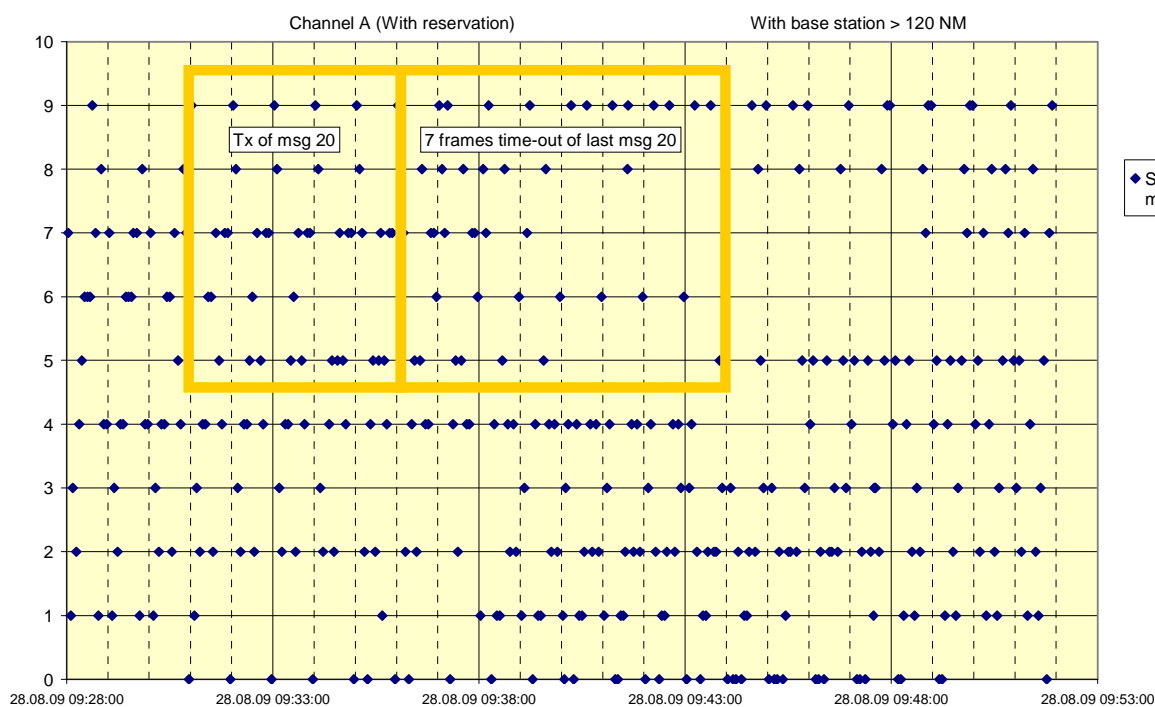 Channel A (With reservation) With base station > 120 NM
10
9
Tx of msg 20 7 frames time-out of last msg 20
8
S
m
7
6
5
4
3
2
1
0
28.08.09 09:28:00 28.08.09 09:33:00 28.08.09 09:38:00 28.08.09 09:43:00 28.08.09 09:48:00 28.08.09 09:53:00